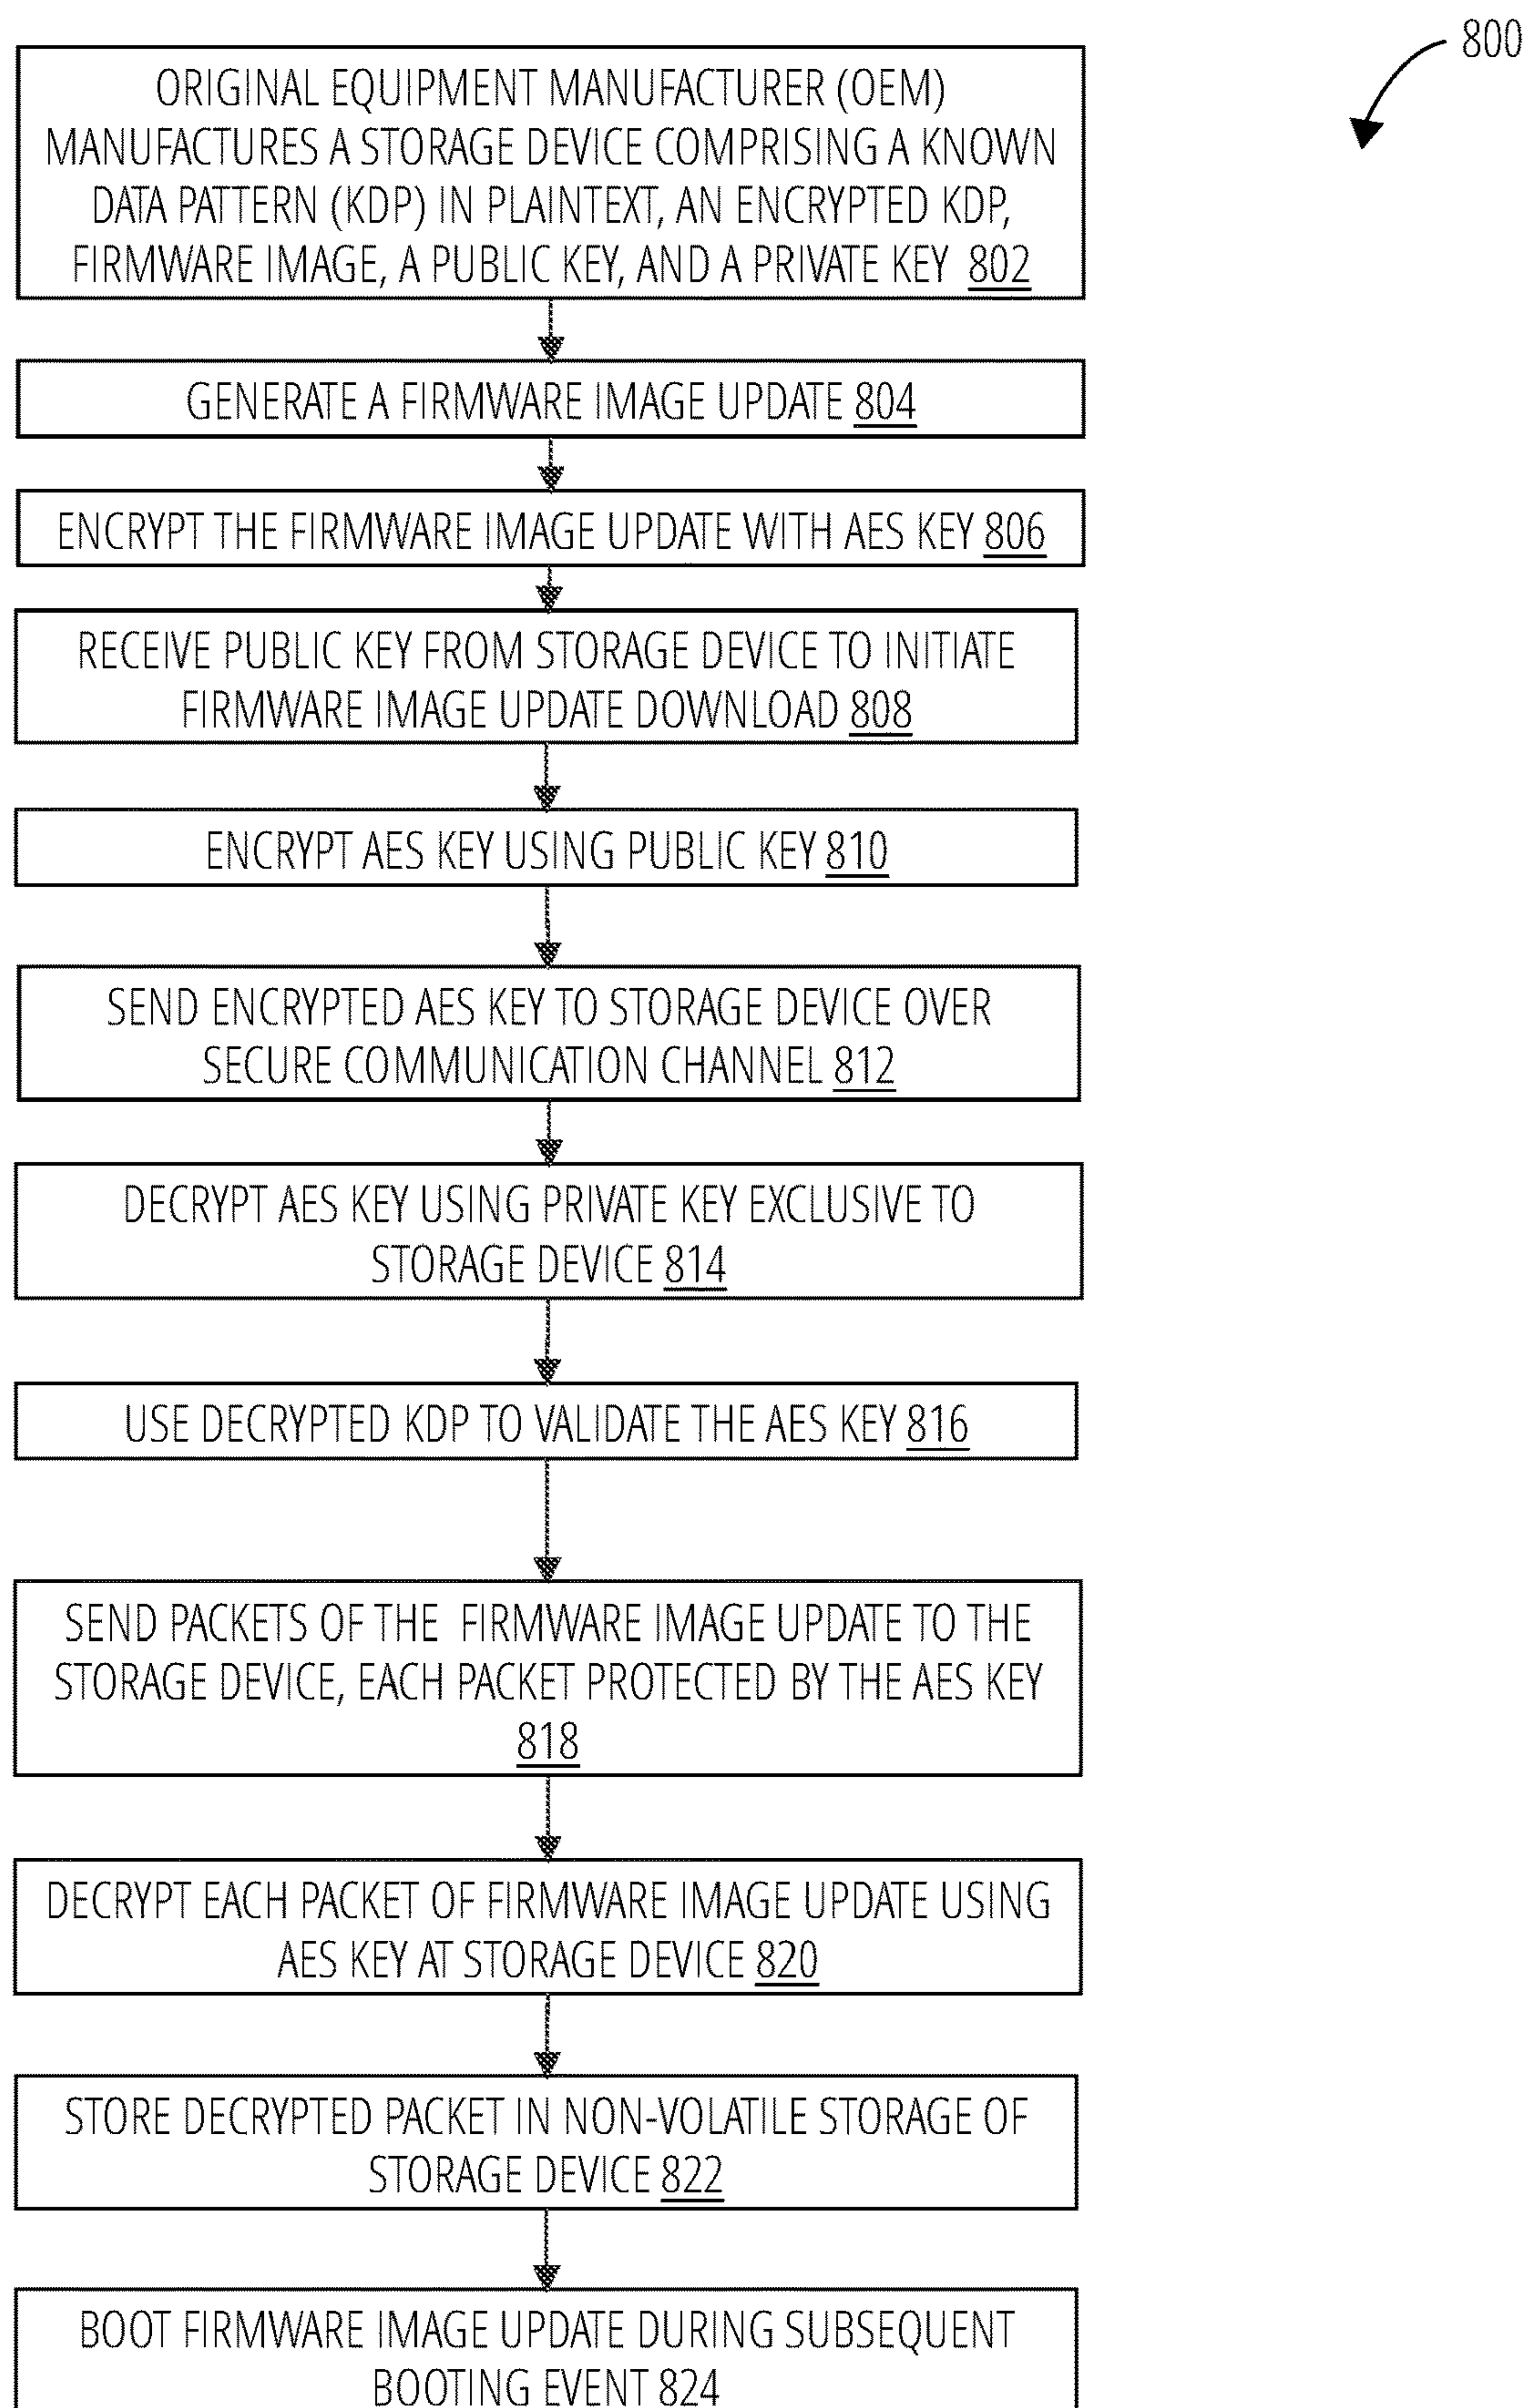 800
ORIGINAL EQUIPMENT MANUFACTURER (OEM)
MANUFACTURES A STORAGE DEVICE COMPRISING A KNOWN
DATA PATTERN (KDP) IN PLAINTEXT, AN ENCRYPTED KDP,
FIRMWARE IMAGE, A PUBLIC KEY, AND A PRIVATE KEY 802
GENERATE A FIRMWARE IMAGE UPDATE 804
ENCRYPT THE FIRMWARE IMAGE UPDATE WITH AES KEY 806
RECEIVE PUBLIC KEY FROM STORAGE DEVICE TO INITIATE
FIRMWARE IMAGE UPDATE DOWNLOAD 808
ENCRYPT AES KEY USING PUBLIC KEY 810
SEND ENCRYPTED AES KEY TO STORAGE DEVICE OVER
SECURE COMMUNICATION CHANNEL 812
DECRYPT AES KEY USING PRIVATE KEY EXCLUSIVE TO
STORAGE DEVICE 814
USE DECRYPTED KDP TO VALIDATE THE AES KEY 816
SEND PACKETS OF THE FIRMWARE IMAGE UPDATE TO THE
STORAGE DEVICE, EACH PACKET PROTECTED BY THE AES KEY
818
DECRYPT EACH PACKET OF FIRMWARE IMAGE UPDATE USING
AES KEY AT STORAGE DEVICE 820
STORE DECRYPTED PACKET IN NON-VOLATILE STORAGE OF
STORAGE DEVICE 822
BOOT FIRMWARE IMAGE UPDATE DURING SUBSEQUENT
BOOTING EVENT 824